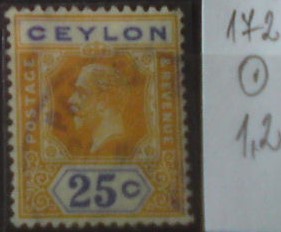 CEYLON
POSTAGE
& REVENUE
25C
172
1,2